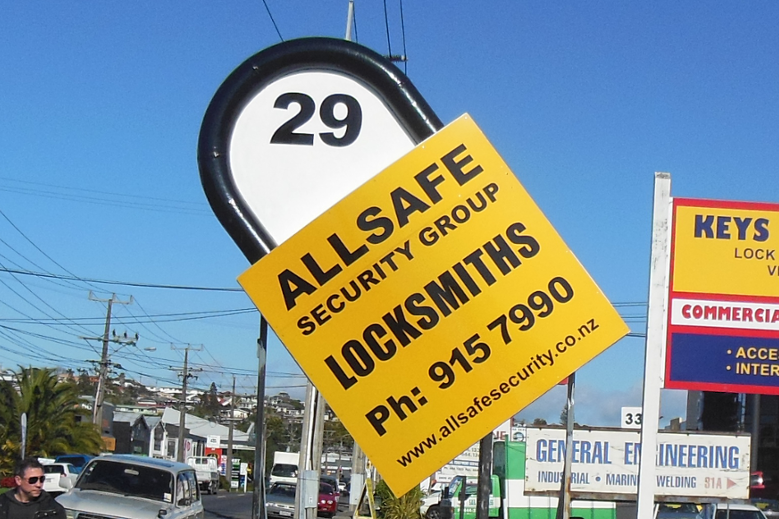 29
ALLSAFE
SECURITY GROUP
LOCKSMITHS
Ph: 915 7990
www.allsafesecurity.co.nz
KEYS
LOCK
COMMERCIA
• ACCE
• INTER
33
GENERAL ENGINEERING
INDUSTRIAL • MARINE WELDING 91A